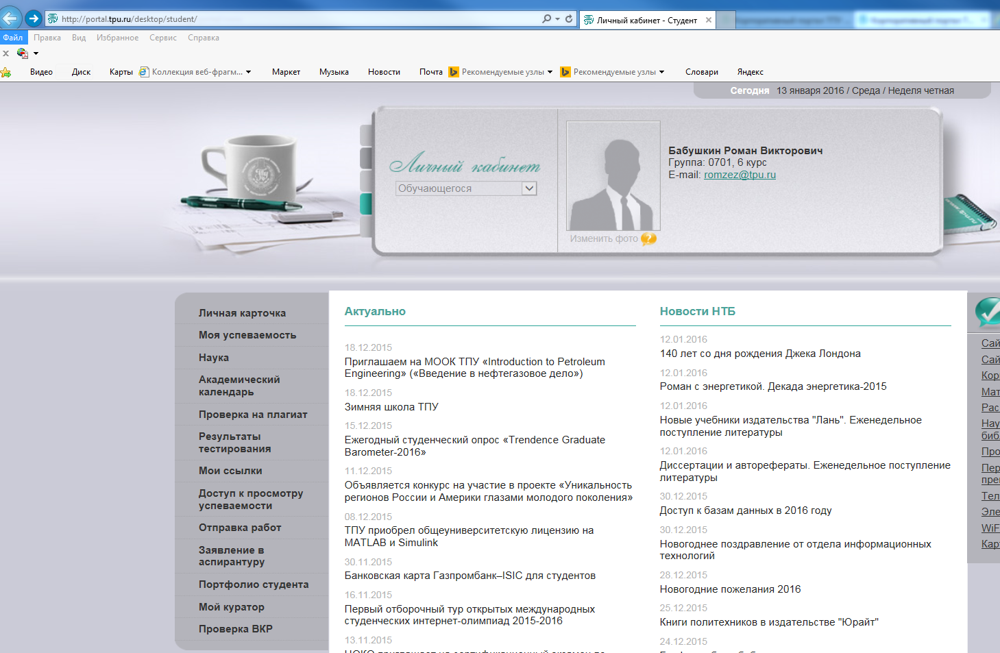 http://portal.tpu.ru/desktop/student/
Личный кабинет - Студент
Файл Правка Вид Избранное Сервис Справка
Видео Диск Карты Коллекция веб-фрагм... Маркет Музыка Новости Почта Рекомендуемые узлы Рекомендуемые узлы Словари Яндекс
Сегодня 13 января 2016 / Среда / Неделя четная
Личный кабинет
Обучающегося
Бабушкин Роман Викторович
Группа: 0701, 6 курс
E-mail: romzez@tpu.ru
Изменить фото
www.tpu.ru
Личная карточка
Моя успеваемость
Наука
Академический
календарь
Проверка на плагиат
Результаты
тестирования
Мои ссылки
Доступ к просмотру
успеваемости
Отправка работ
Заявление в
аспирантуру
Портфолио студента
Мой куратор
Проверка ВКР
Актуально
18.12.2015
Приглашаем на МООК ТПУ «Introduction to Petroleum
Engineering» («Введение в нефтегазовое дело»)
18.12.2015
Зимняя школа ТПУ
15.12.2015
Ежегодный студенческий опрос «Trendence Graduate
Barometer-2016»
11.12.2015
Объявляется конкурс на участие в проекте «Уникальность
регионов России и Америки глазами молодого поколения»
08.12.2015
ТПУ приобрел общеуниверситетскую лицензию на
MATLAB и Simulink
30.11.2015
Банковская карта Газпромбанк–ISIC для студентов
16.11.2015
Первый отборочный тур открытых международных
студенческих интернет-олимпиад 2015-2016
13.11.2015
Новости НТБ
12.01.2016
140 лет со дня рождения Джека Лондона
12.01.2016
Роман с энергетикой. Декада энергетика-2015
12.01.2016
Новые учебники издательства "Лань". Еженедельное
поступление литературы
12.01.2016
Диссертации и авторефераты. Еженедельное поступление
литературы
30.12.2015
Доступ к базам данных в 2016 году
30.12.2015
Новогоднее поздравление от отдела информационных
технологий
28.12.2015
Новогодние пожелания 2016
25.12.2015
Книги политехников в издательстве "Юрайт"
24.12.2015
Сай
Сай
Кор
Мат
Рас
Нау
биб
Про
Пер
пре
Тел
Эле
WiF
Кар